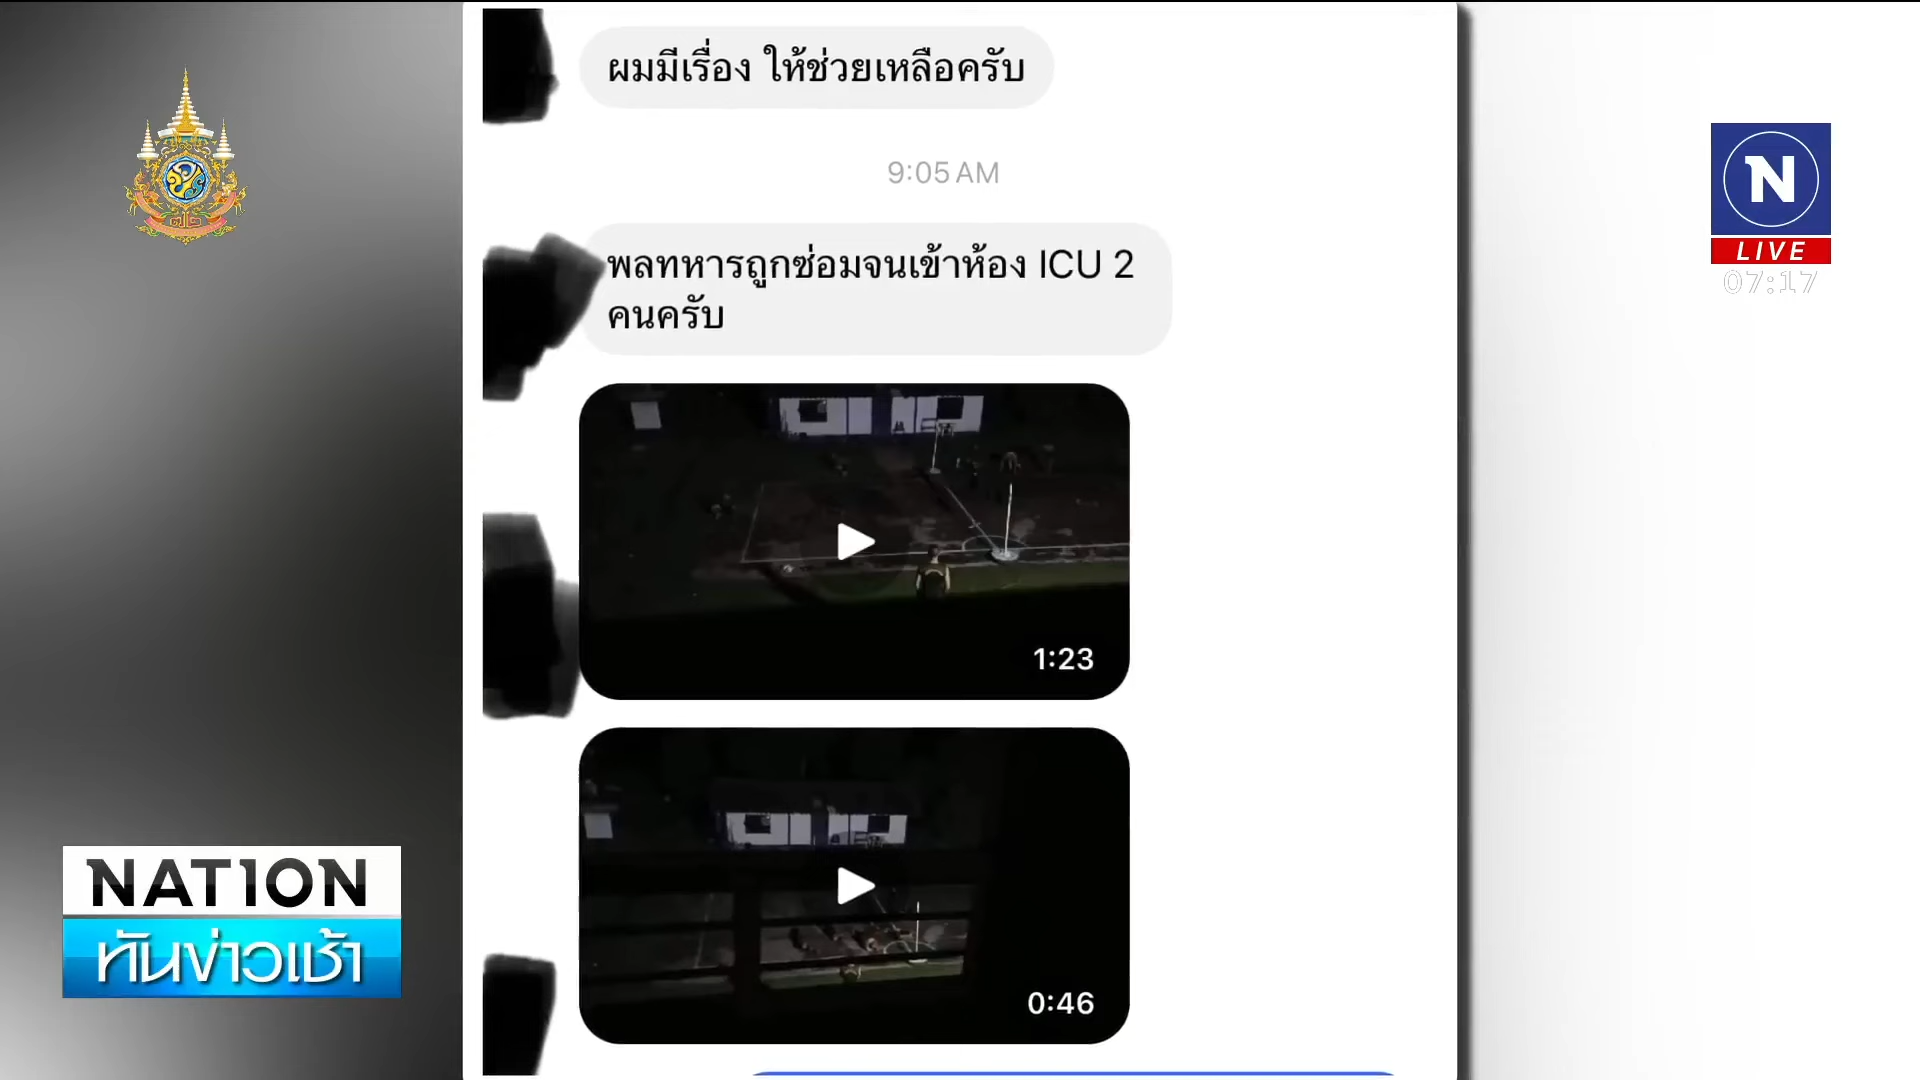 ผมมีเรื่อง ให้ช่วยเหลือครับ
9:05 AM
พลทหารถูกซ่อมจนเข้าห้อง ICU 2
คนครับ
1:23
0:46
N
LIVE
07:17
NATION
ทันข่าวเช้า